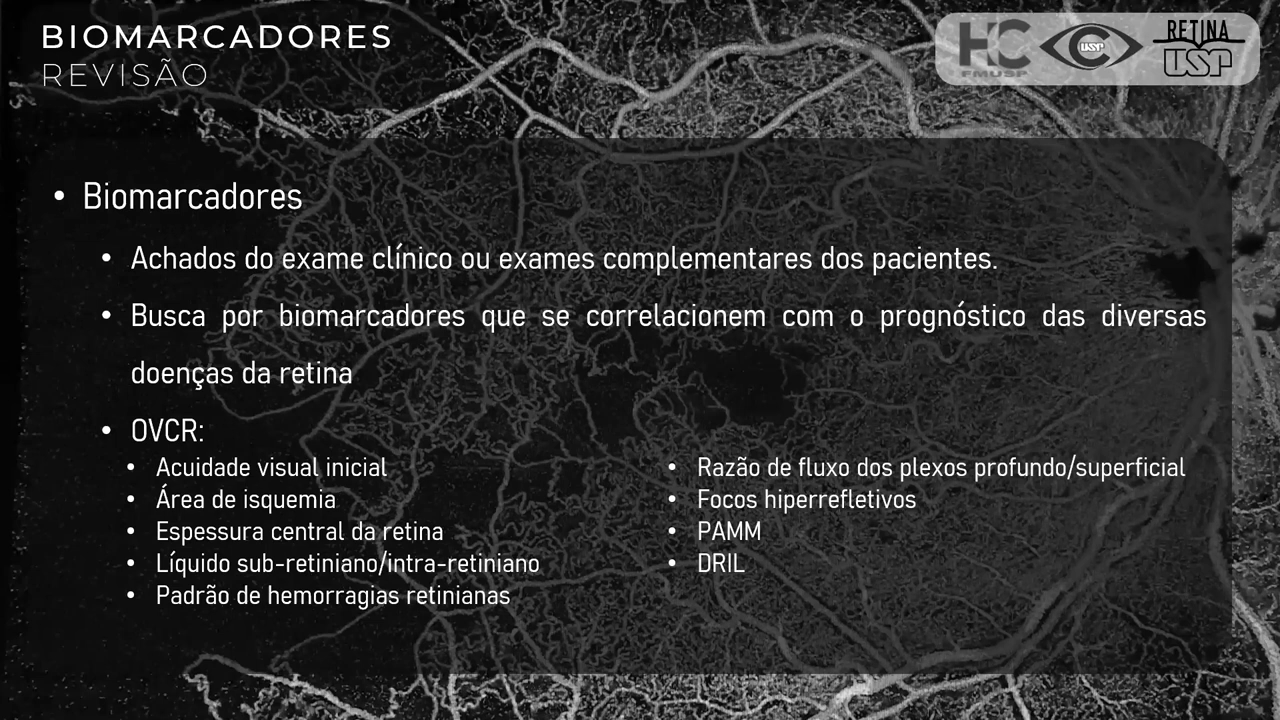 BIOMARCADORES
REVISÃO
HC
FMUSP
USP
RETINA
USP
• Biomarcadores
• Achados do exame clínico ou exames complementares dos pacientes.
• Busca por biomarcadores que se correlacionem com o prognóstico das diversas
doenças da retina
• OVCR:
• Acuidade visual inicial
• Área de isquemia
• Espessura central da retina
• Líquido sub-retiniano/intra-retiniano
• Padrão de hemorragias retinianas
• Razão de fluxo dos plexos profundo/superficial
• Focos hiperrefletivos
• PAMM
• DRIL